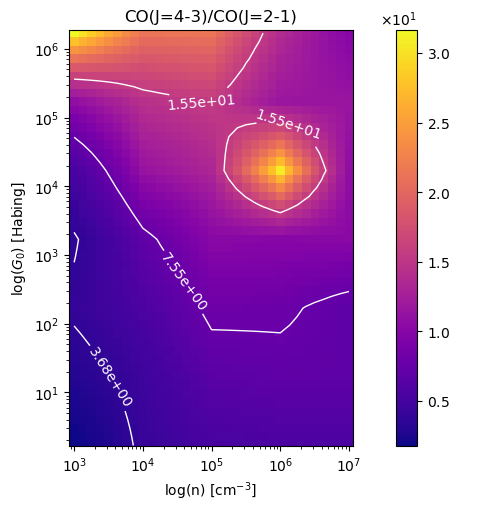 CO(J=4-3)/CO(J=2-1)
×10¹
10⁶
10⁵
10⁴
10³
10²
10¹
log(G₀) [Habing]
1.55e+01
1.55e+01
7.55e+00
3.68e+00
10³ 10⁴ 10⁵ 10⁶ 10⁷
log(n) [cm⁻³]
3.0
2.5
2.0
1.5
1.0
0.5